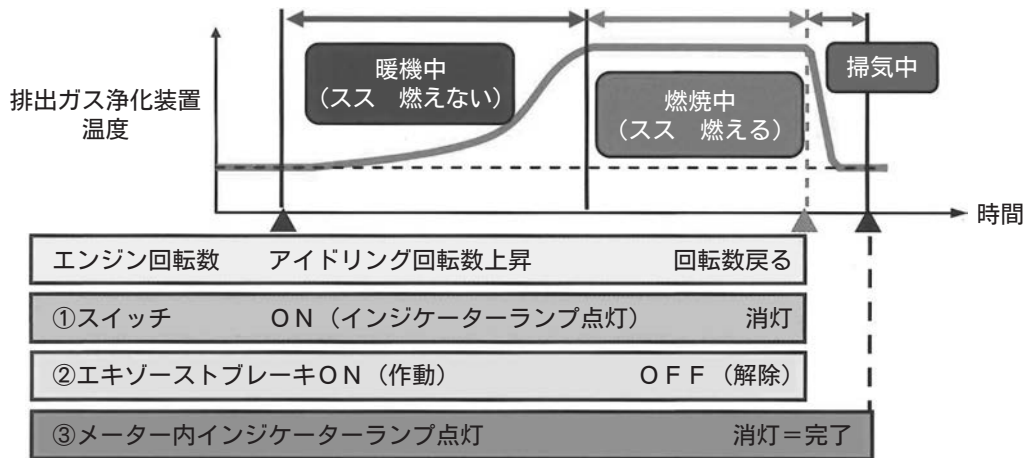 暖機中
(スス　燃えない)
燃焼中
(スス　燃える)
掃気中
排出ガス浄化装置
温度
時間
エンジン回転数　アイドリング回転数上昇　回転数戻る
①スイッチ　ON（インジケーターランプ点灯）　消灯
②エキゾーストブレーキON（作動）　OFF（解除）
③メーター内インジケーターランプ点灯　消灯＝完了